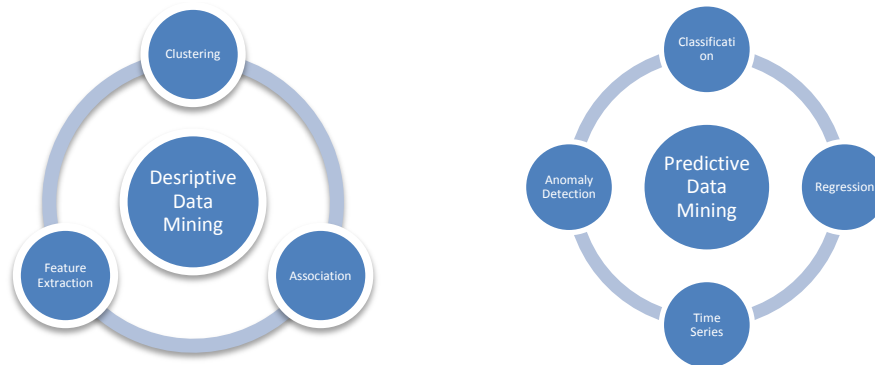 Clustering
Desriptive
Data
Mining
Feature
Extraction
Association
Classificati
on
Predictive
Data
Mining
Anomaly
Detection
Regression
Time
Series